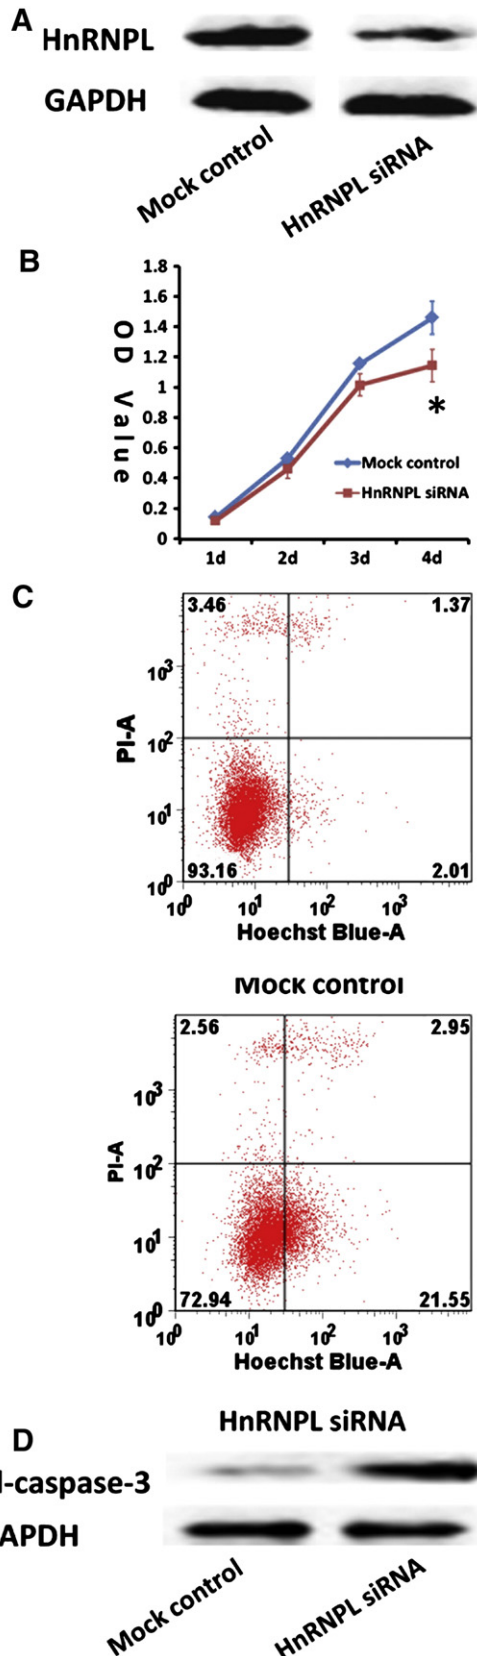 A
HnRNPL
GAPDH
Mock control
HnRNPL siRNA
B
OD Value
1.8
1.6
1.4
1.2
1
0.8
0.6
0.4
0.2
0
1d 2d 3d 4d
Mock control
HnRNPL siRNA
*
C
3.46 1.37
10³
10²
10¹
10⁰
PI-A
93.16 2.01
10⁰ 10¹ 10² 10³
Hoechst Blue-A
Mock control
2.56 2.95
10³
10²
10¹
10⁰
PI-A
72.94 21.55
10⁰ 10¹ 10² 10³
Hoechst Blue-A
HnRNPL siRNA
D
l-caspase-3
APDH
Mock control
HnRNPL siRNA